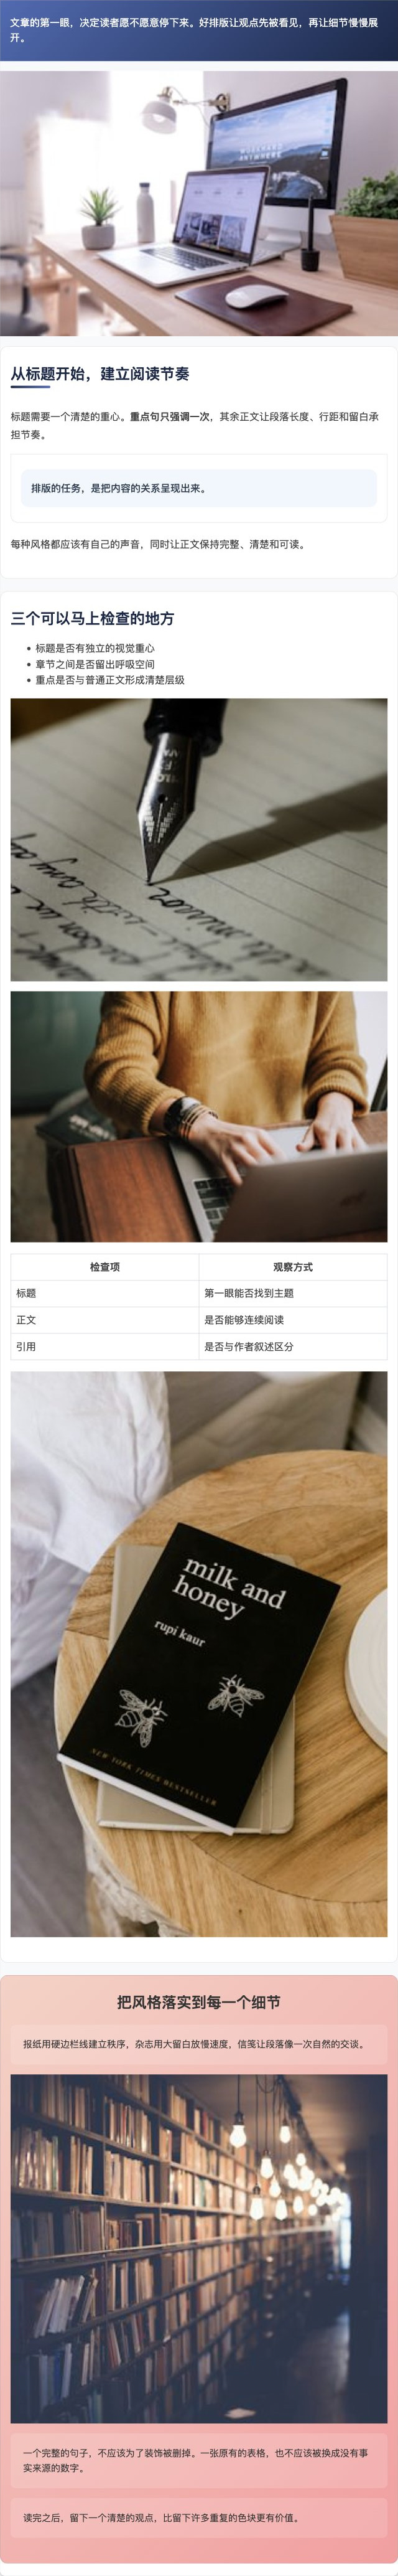 文章的第一眼，决定读者愿不愿意停下来。好排版让观点先被看见，再让细节慢慢展
开。
WORK HARD
ANYWHERE
从标题开始，建立阅读节奏
标题需要一个清楚的重心。重点句只强调一次，其余正文让段落长度、行距和留白承
担节奏。
排版的任务，是把内容的关系呈现出来。
每种风格都应该有自己的声音，同时让正文保持完整、清楚和可读。
三个可以马上检查的地方
• 标题是否有独立的视觉重心
• 章节之间是否留出呼吸空间
• 重点是否与普通正文形成清楚层级
检查项 观察方式
标题 第一眼能否找到主题
正文 是否能够连续阅读
引用 是否与作者叙述区分
milk and
honey
rupi kaur
NEW YORK TIMES BESTSELLER
把风格落实到每一个细节
报纸用硬边栏线建立秩序，杂志用大留白放慢速度，信笺让段落像一次自然的交谈。
一个完整的句子，不应该为了装饰被删掉。一张原有的表格，也不应该被换成没有事
实来源的数字。
读完之后，留下一个清楚的观点，比留下许多重复的色块更有价值。